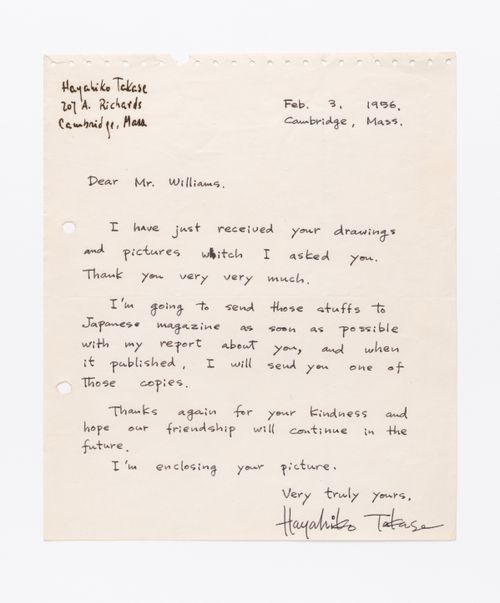 Hayahiko Takase
207 A. Richards
Cambridge, Mass.
Feb. 3, 1956.
Cambridge, Mass.
Dear Mr. Williams.
I have just received your drawings
and pictures whitch I asked you.
Thank you very very much.
I'm going to send those stuffs to
Japanese magazine as soon as possible
with my report about you, and when
it published, I will send you one of
those copies.
Thanks again for your kindness and
hope our friendship will continue in the
future.
I'm enclosing your picture.
Very truly yours,
Hayahiko Takase